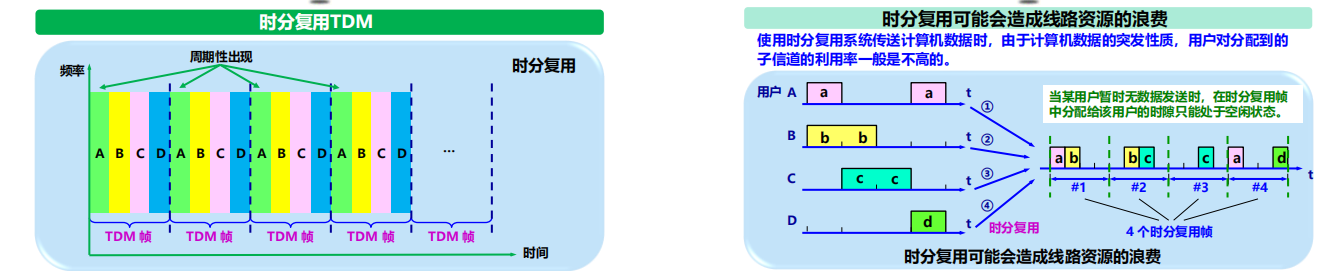 时分复用TDM
频率
周期性出现
时分复用
A B C D A B C D A B C D A B C D
...
TDM 帧 TDM 帧 TDM 帧 TDM 帧 TDM 帧
时间
时分复用可能会造成线路资源的浪费
使用时分复用系统传送计算机数据时，由于计算机数据的突发性质，用户对分配到的
子信道的利用率一般是不高的。
用户 A a a t
①
当某用户暂时无数据发送时，在时分复用帧
中分配给该用户的时隙只能处于空闲状态。
B b b t
②
C c c t
③
a b b c c a d
t
#1 #2 #3 #4
D d t
④
时分复用
4 个时分复用帧
时分复用可能会造成线路资源的浪费